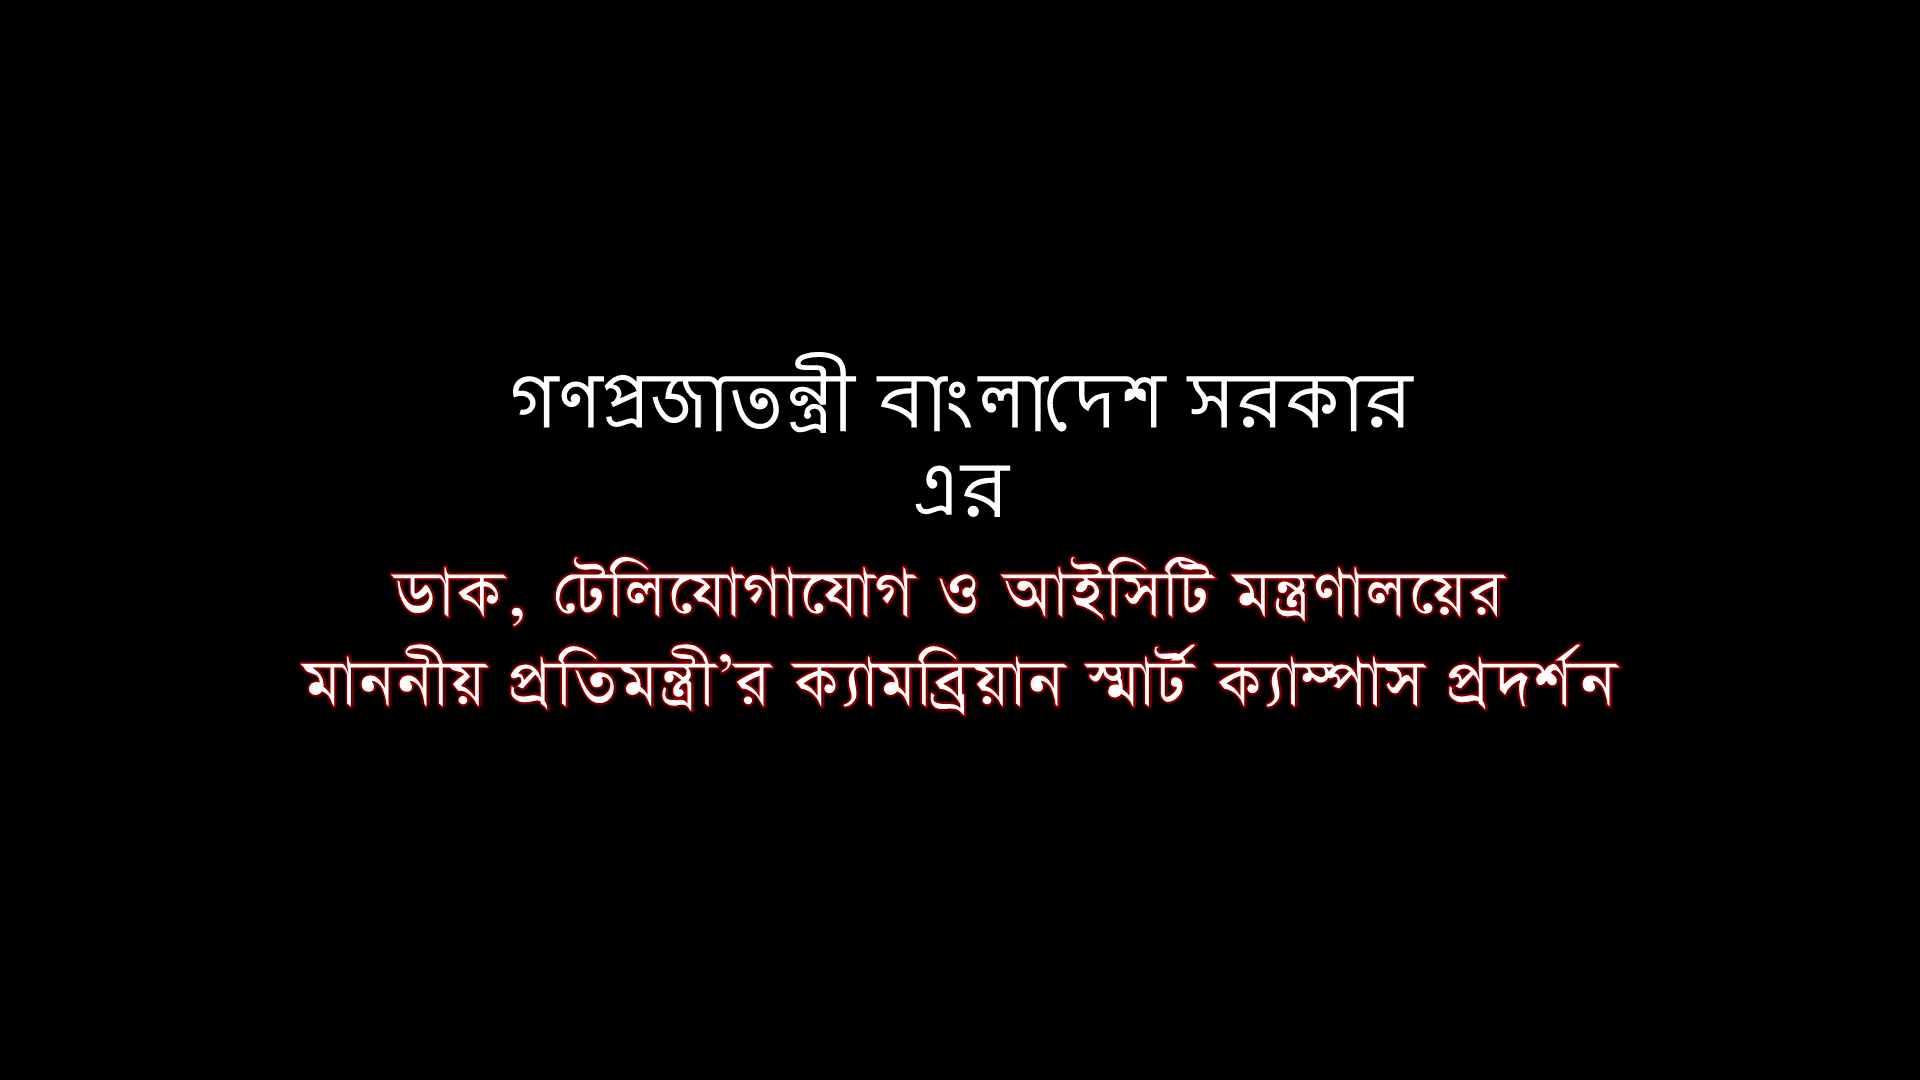 গণপ্রজাতন্ত্রী বাংলাদেশ সরকার
এর
ডাক, টেলিযোগাযোগ ও আইসিটি মন্ত্রণালয়ের
মাননীয় প্রতিমন্ত্রী’র ক্যামব্রিয়ান স্মার্ট ক্যাম্পাস প্রদর্শন